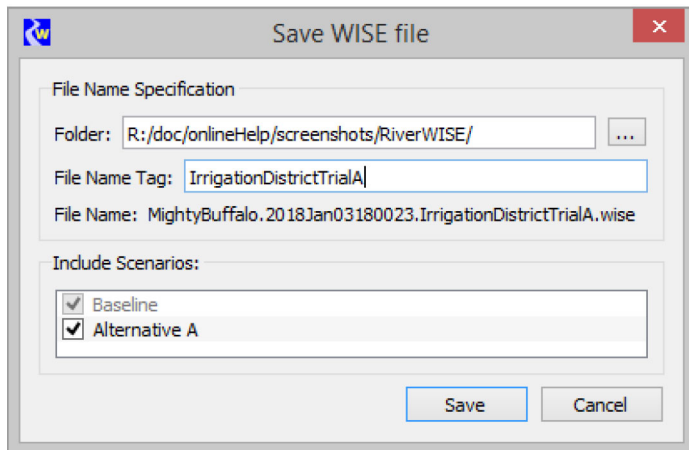 Save WISE file
File Name Specification
Folder: R:/doc/onlineHelp/screenshots/RiverWISE/ ...
File Name Tag: IrrigationDistrictTrialA
File Name: MightyBuffalo.2018Jan03180023.IrrigationDistrictTrialA.wise
Include Scenarios:
Baseline
Alternative A
Save Cancel